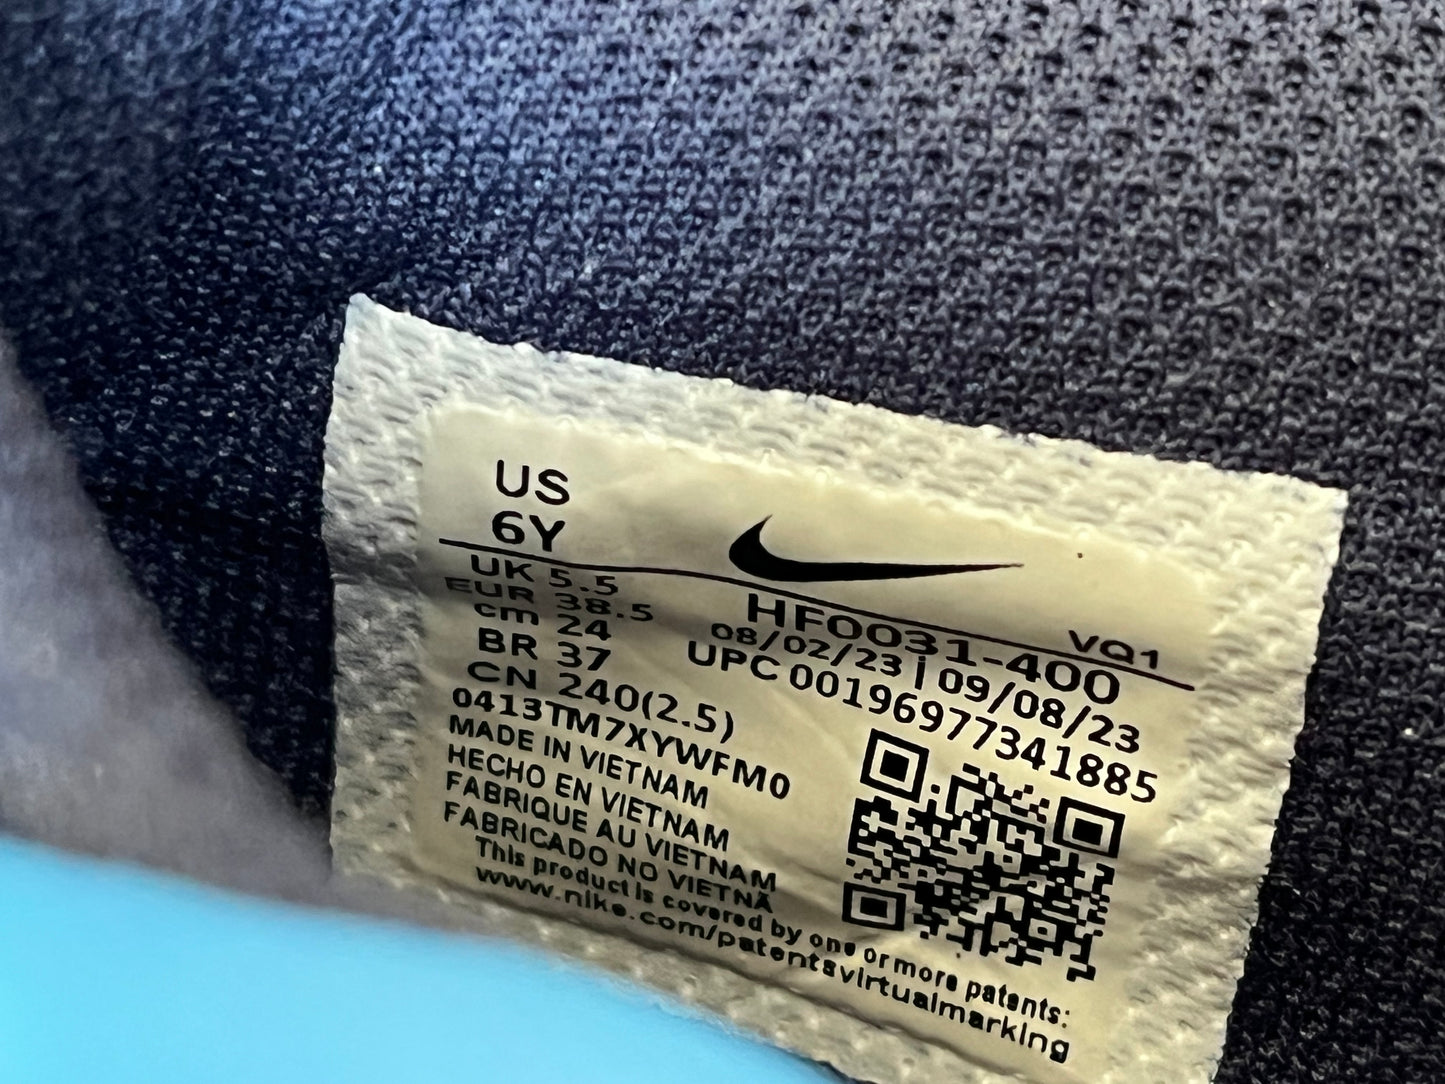 US
6Y
UK 5.5
EUR 38.5
cm 24
BR 37
CN 240(2.5)
VQ1
HF0031-400
08/02/23 | 09/08/23
UPC 00196977341885
0413TM7XYWFM0
MADE IN VIETNAM
HECHO EN VIETNAM
FABRIQUE AU VIETNAM
FABRICADO NO VIETNÃ
This product is covered by one or more patents:
www.nike.com/patentsvirtualmarking